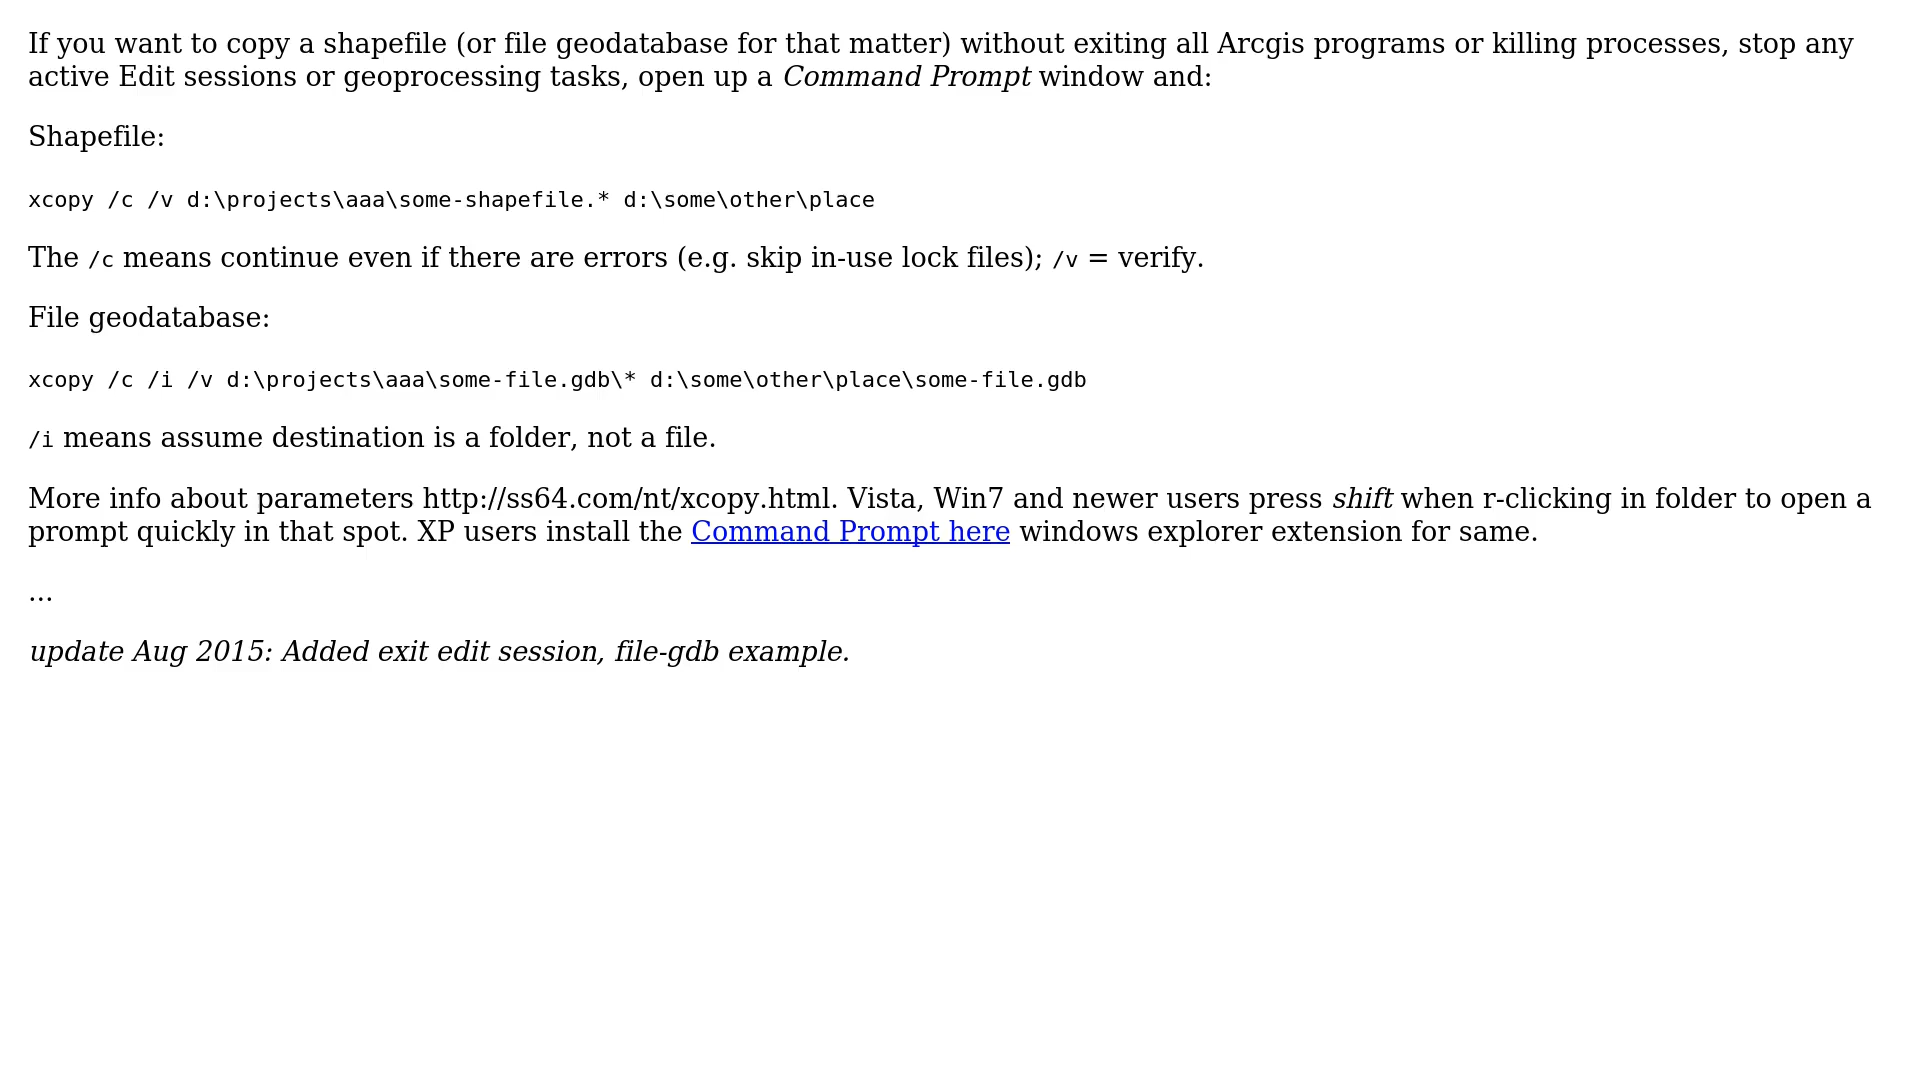 If you want to copy a shapefile (or file geodatabase for that matter) without exiting all Arcgis programs or killing processes, stop any
active Edit sessions or geoprocessing tasks, open up a Command Prompt window and:
Shapefile:
xcopy /c /v d:\projects\aaa\some-shapefile.* d:\some\other\place
The /c means continue even if there are errors (e.g. skip in-use lock files); /v = verify.
File geodatabase:
xcopy /c /i /v d:\projects\aaa\some-file.gdb\* d:\some\other\place\some-file.gdb
/i means assume destination is a folder, not a file.
More info about parameters http://ss64.com/nt/xcopy.html. Vista, Win7 and newer users press shift when r-clicking in folder to open a
prompt quickly in that spot. XP users install the Command Prompt here windows explorer extension for same.
...
update Aug 2015: Added exit edit session, file-gdb example.